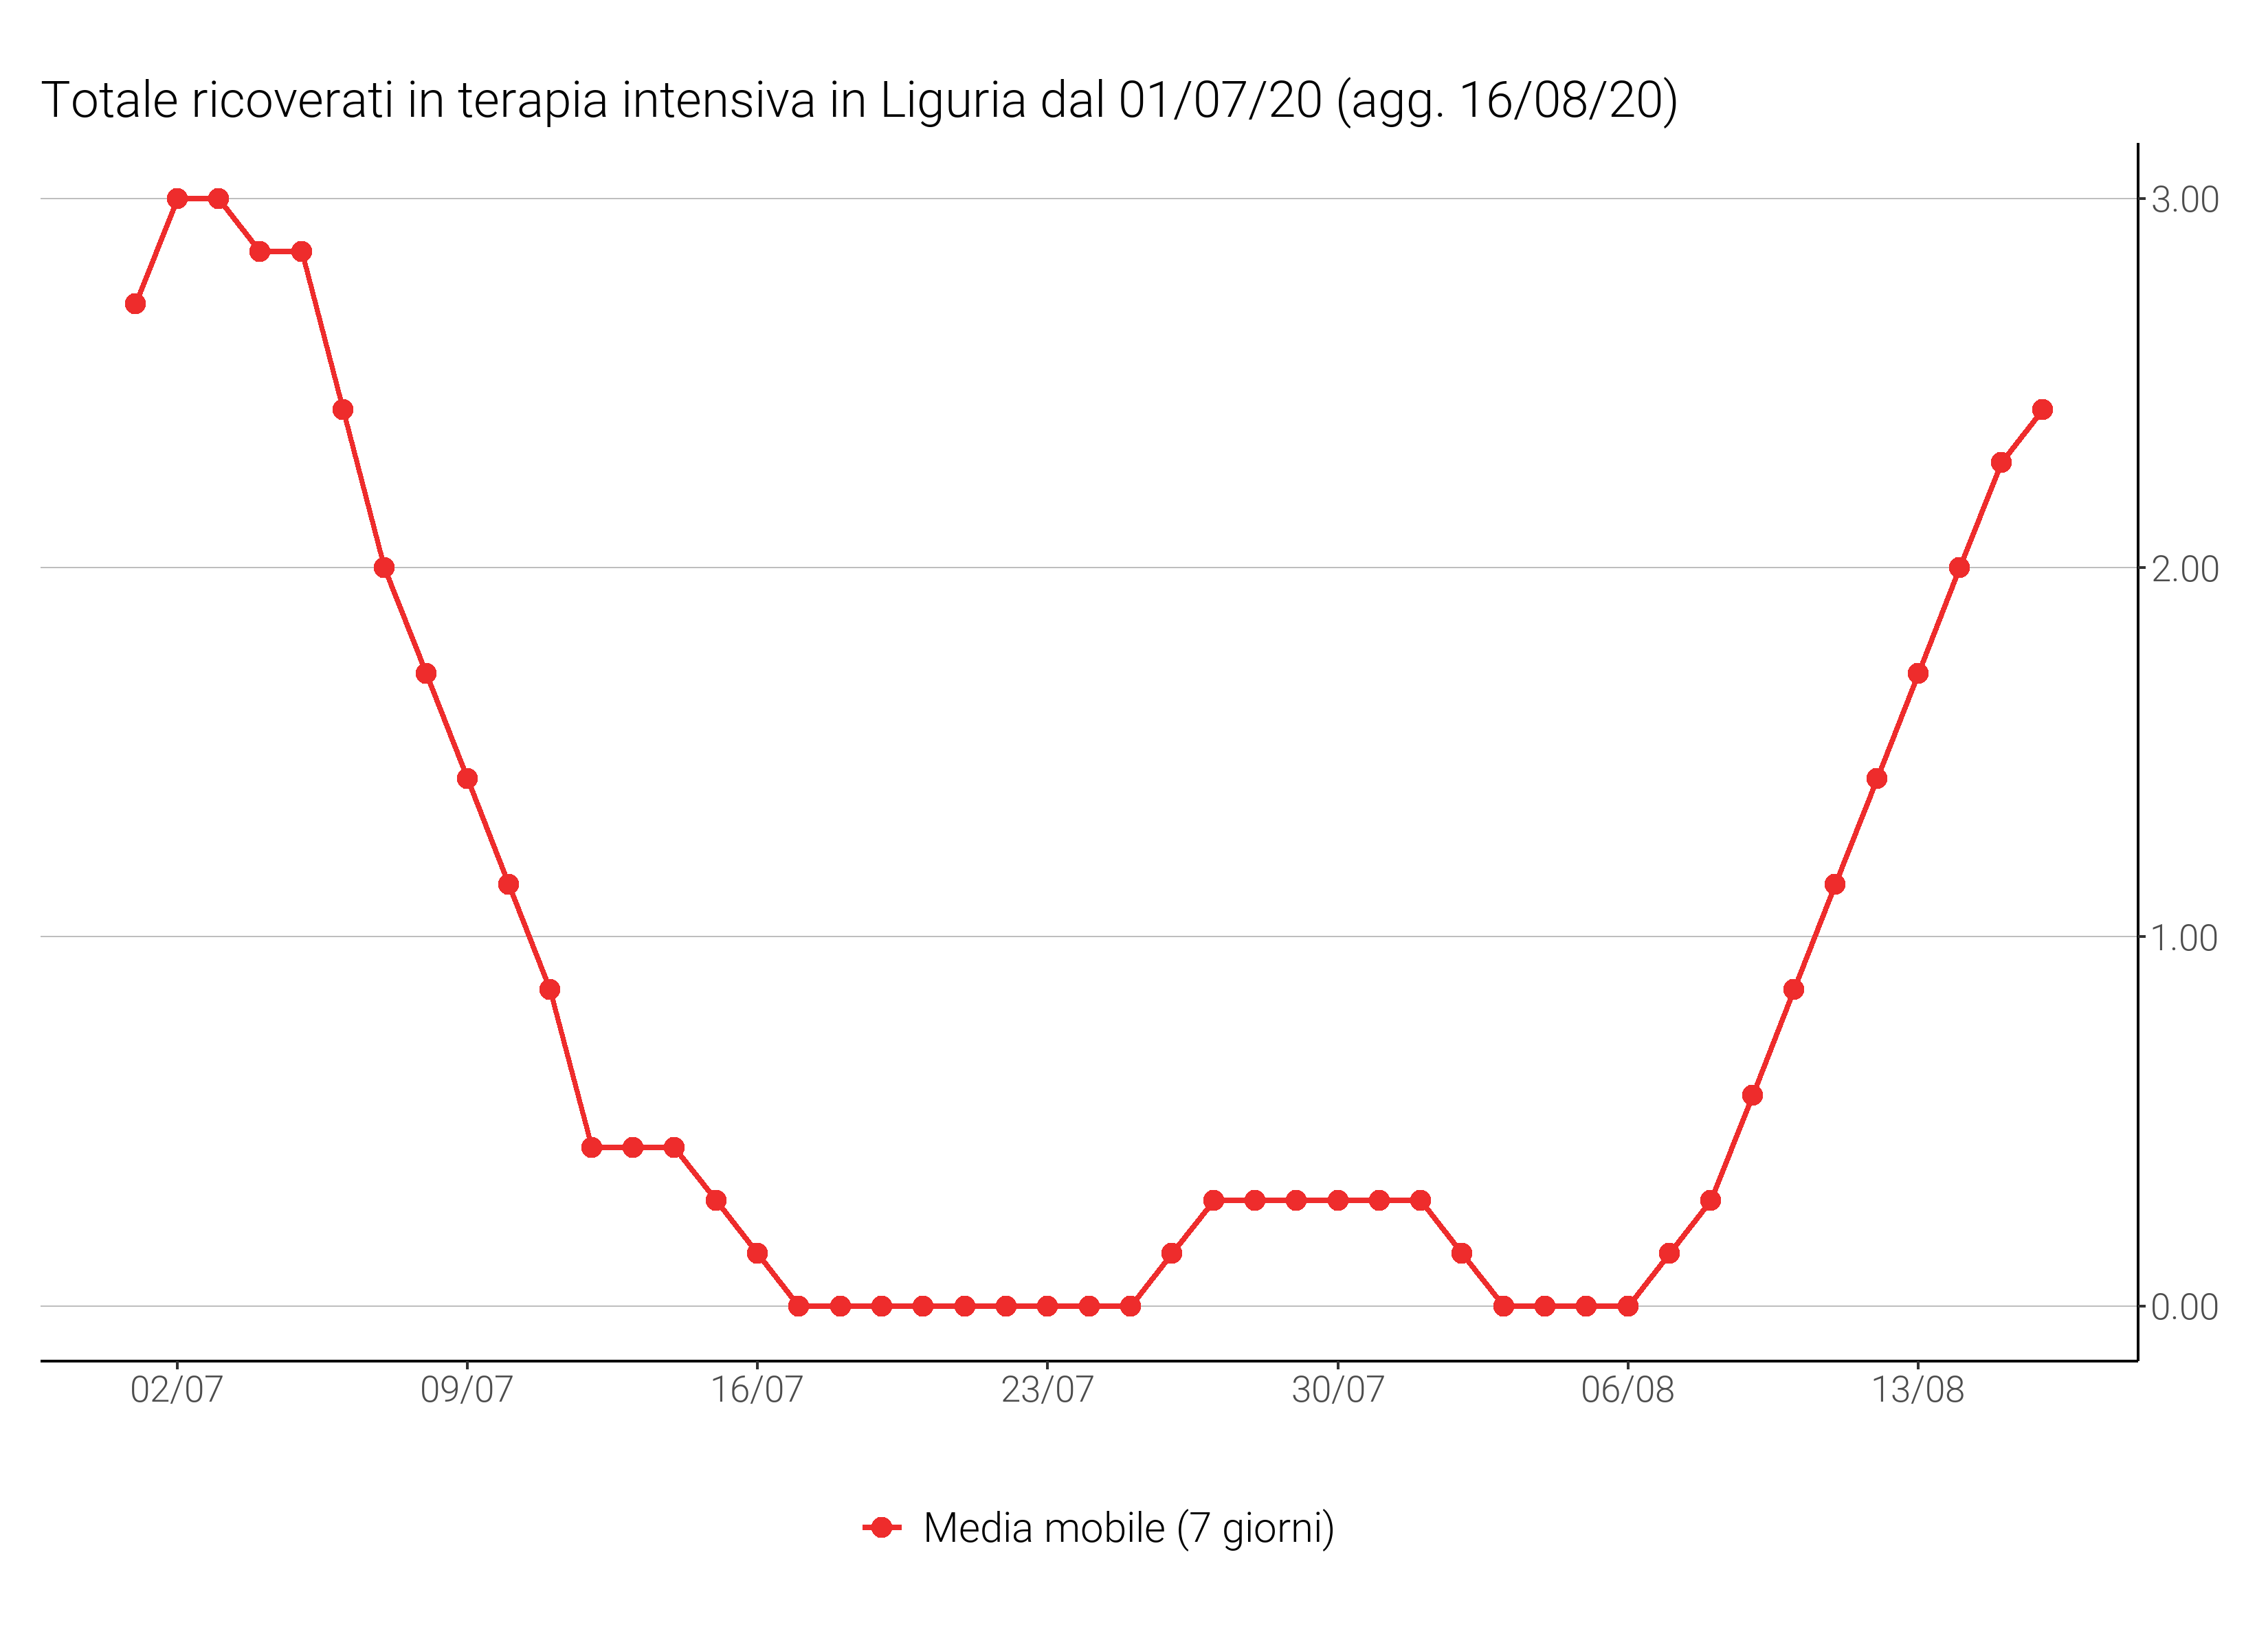 Totale ricoverati in terapia intensiva in Liguria dal 01/07/20 (agg. 16/08/20)
3.00
2.00
1.00
0.00
02/07 09/07 16/07 23/07 30/07 06/08 13/08
Media mobile (7 giorni)